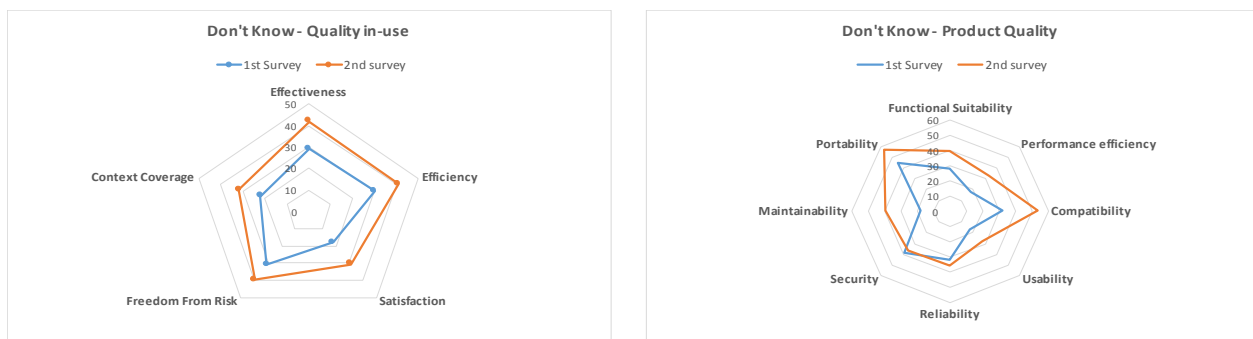 Don't Know - Quality in-use
1st Survey 2nd survey
Effectiveness
50
40
30
20
10
0
Context Coverage
Efficiency
Freedom From Risk
Satisfaction
Don't Know - Product Quality
1st Survey 2nd survey
Functional Suitability
60
50
40
30
20
10
0
Portability
Performance efficiency
Maintainability
Compatibility
Security
Usability
Reliability